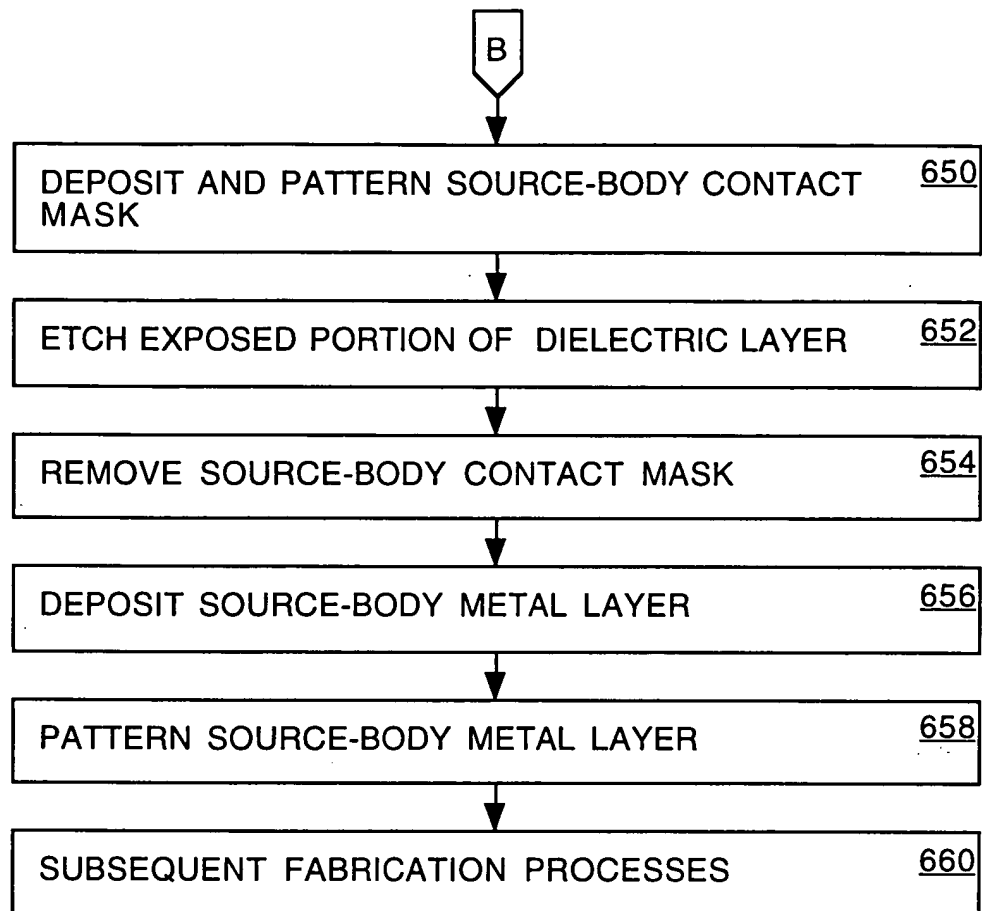 B
DEPOSIT AND PATTERN SOURCE-BODY CONTACT MASK 650
ETCH EXPOSED PORTION OF DIELECTRIC LAYER 652
REMOVE SOURCE-BODY CONTACT MASK 654
DEPOSIT SOURCE-BODY METAL LAYER 656
PATTERN SOURCE-BODY METAL LAYER 658
SUBSEQUENT FABRICATION PROCESSES 660